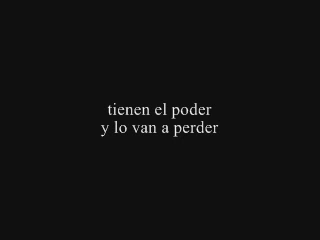 tienen el poder
y lo van a perder